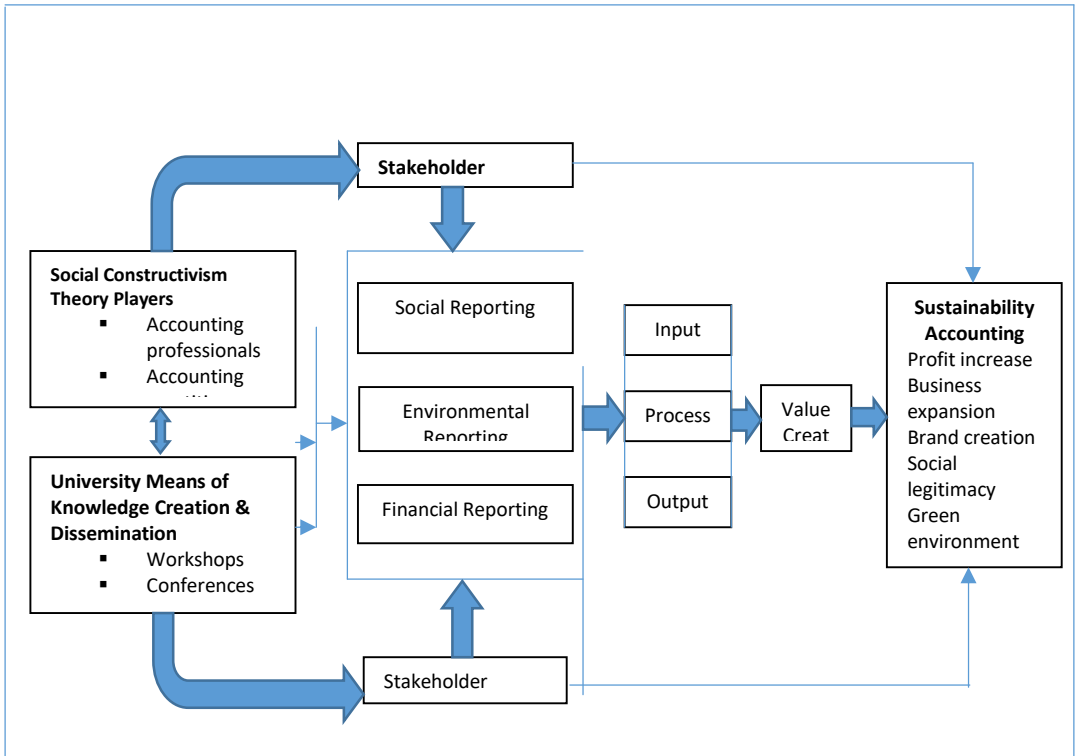 Stakeholder
Social Constructivism
Theory Players
▪ Accounting
professionals
▪ Accounting
University Means of
Knowledge Creation &
Dissemination
▪ Workshops
▪ Conferences
Social Reporting
Environmental
Reporting
Financial Reporting
Stakeholder
Input
Process
Output
Value
Creat
Sustainability
Accounting
Profit increase
Business
expansion
Brand creation
Social
legitimacy
Green
environment